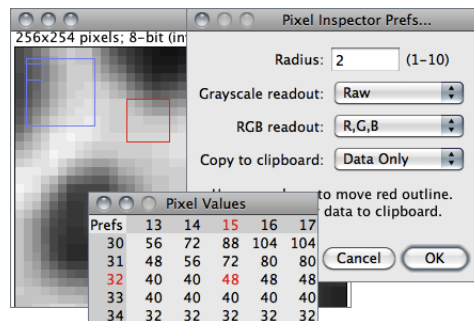 256x254 pixels; 8-bit (in
Pixel Inspector Prefs...
Radius: 2 (1-10)
Grayscale readout: Raw
RGB readout: R,G,B
Copy to clipboard: Data Only
to move red outline.
data to clipboard.
Cancel OK
Pixel Values
Prefs 13 14 15 16 17
30 56 72 88 104 104
31 48 56 72 80 80
32 40 40 48 48 48
33 40 40 40 40 40
34 32 32 32 32 32